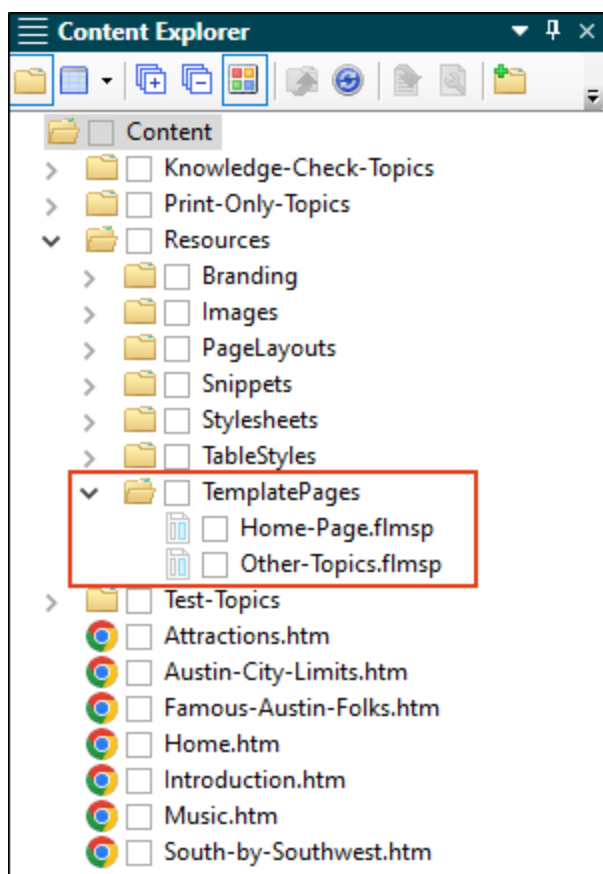 Content Explorer
Content
Knowledge-Check-Topics
Print-Only-Topics
Resources
Branding
Images
PageLayouts
Snippets
Stylesheets
TableStyles
TemplatePages
Home-Page.flmsp
Other-Topics.flmsp
Test-Topics
Attractions.htm
Austin-City-Limits.htm
Famous-Austin-Folks.htm
Home.htm
Introduction.htm
Music.htm
South-by-Southwest.htm